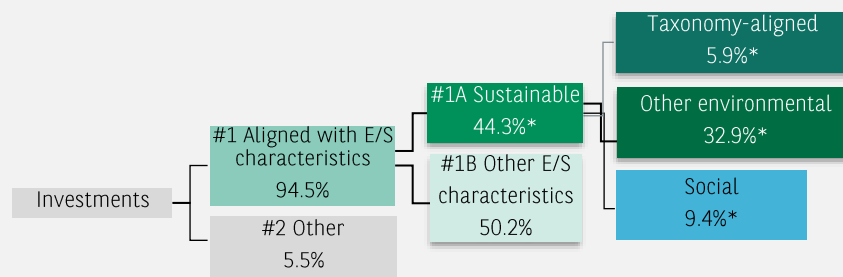 Investments
#1 Aligned with E/S
characteristics
94.5%
#2 Other
5.5%
#1A Sustainable
44.3%*
#1B Other E/S
characteristics
50.2%
Taxonomy-aligned
5.9%*
Other environmental
32.9%*
Social
9.4%*